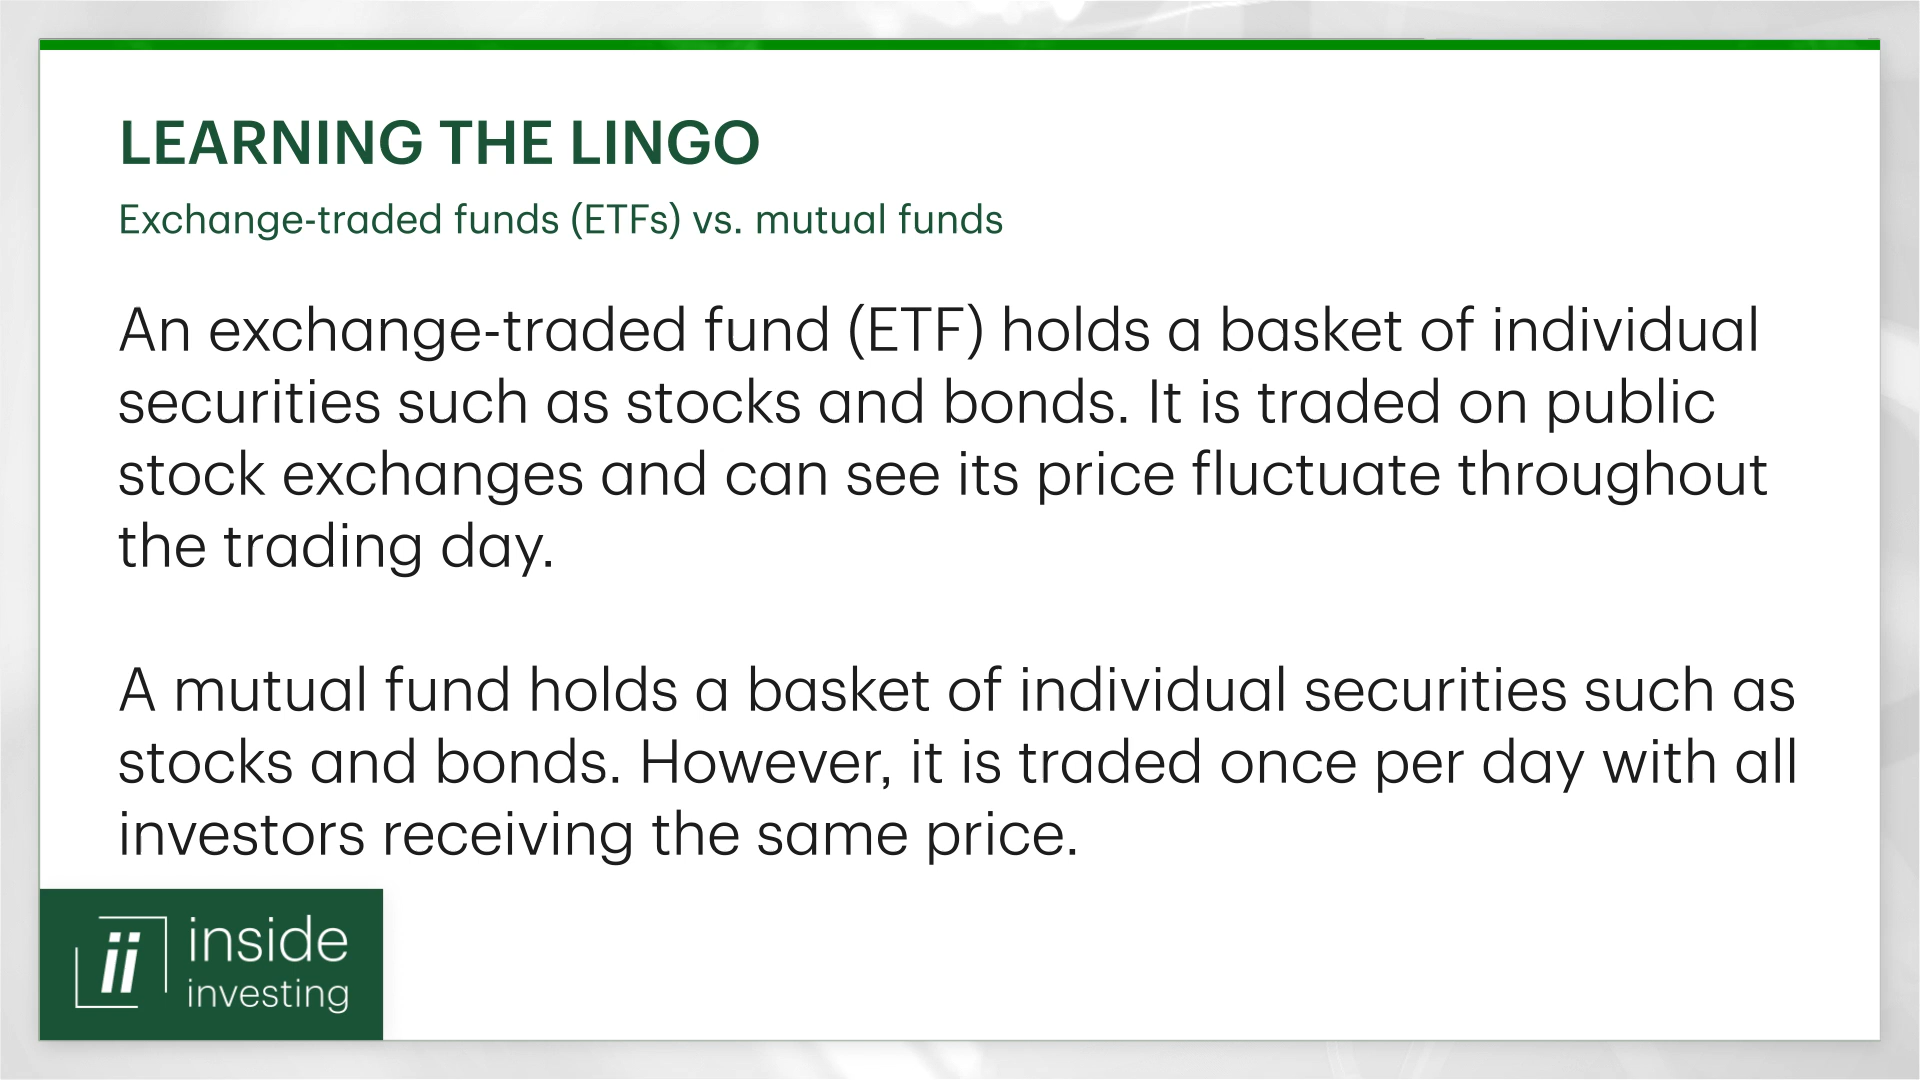 LEARNING THE LINGO
Exchange-traded funds (ETFs) vs. mutual funds
An exchange-traded fund (ETF) holds a basket of individual
securities such as stocks and bonds. It is traded on public
stock exchanges and can see its price fluctuate throughout
the trading day.
A mutual fund holds a basket of individual securities such as
stocks and bonds. However, it is traded once per day with all
investors receiving the same price.
ii
inside
investing